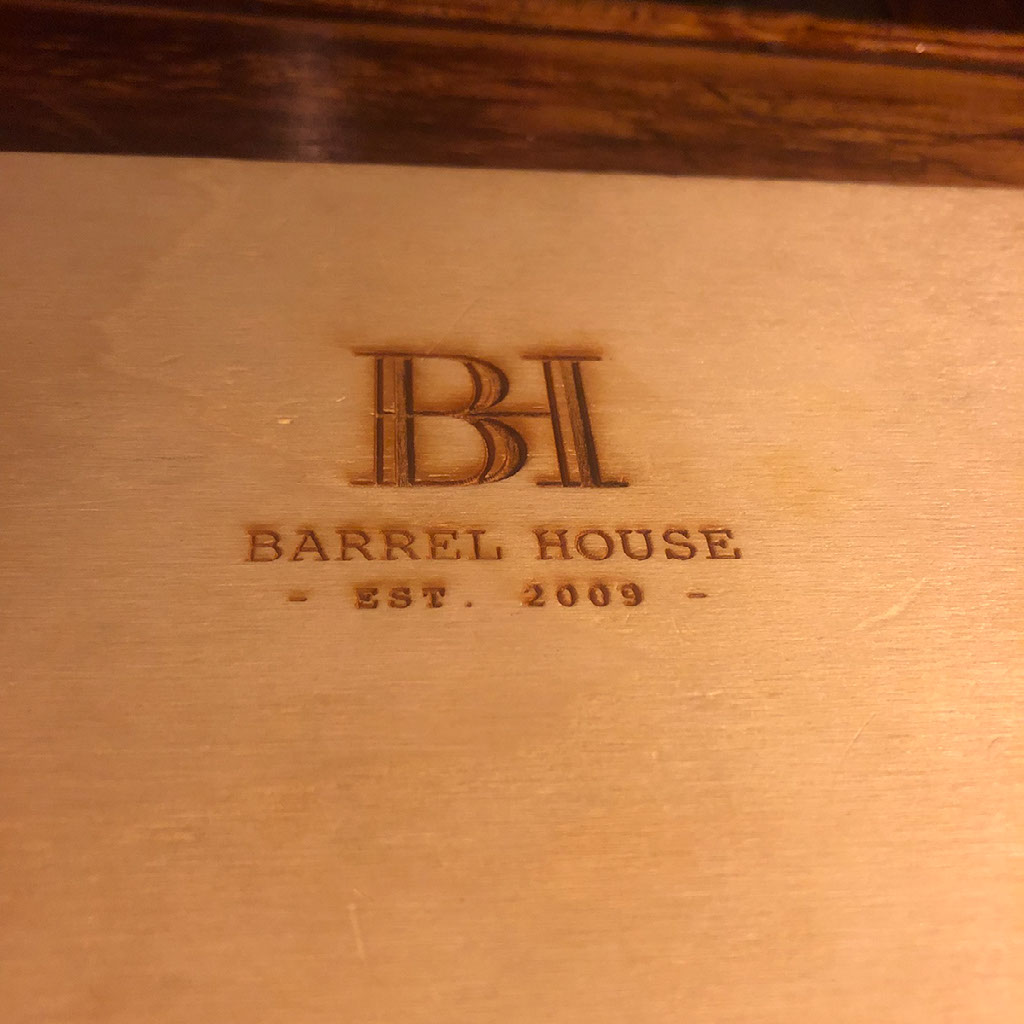 BH
BARREL HOUSE
- EST. 2009 -